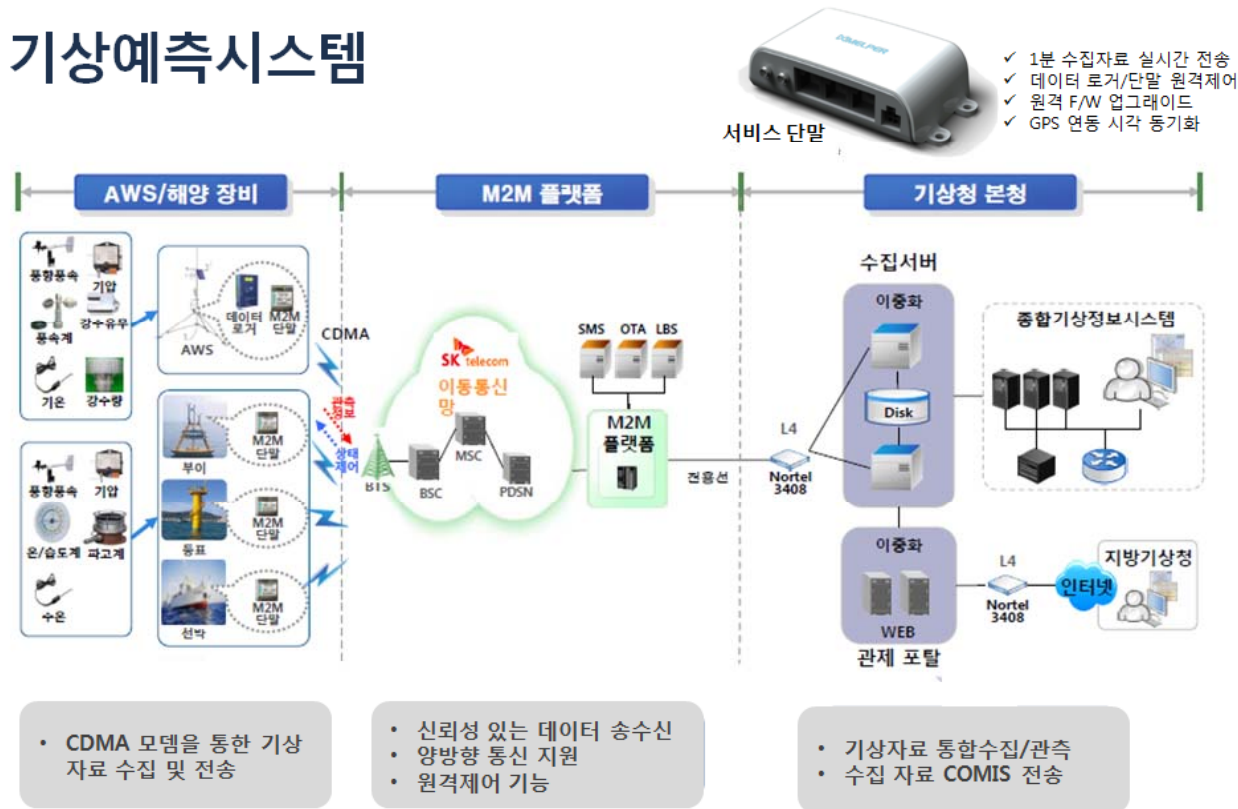 기상예측시스템
✓ 1분 수집자료 실시간 전송
✓ 데이터 로거/단말 원격제어
✓ 원격 F/W 업그레이드
✓ GPS 연동 시각 동기화
서비스 단말
AWS/해양 장비
M2M 플랫폼
기상청 본청
풍향풍속
기압
풍속계
강수유무
기온
강수량
AWS
데이터
로거
M2M
단말
CDMA
풍향풍속
기압
온/습도계
파고계
수온
부이
M2M
단말
등표
M2M
단말
선박
M2M
단말
관측
정보
상태
제어
SK telecom
이동통신
망
BTS
BSC
MSC
PDSN
SMS
OTA
LBS
M2M
플랫폼
전용선
L4
Nortel
3408
수집서버
이중화
Disk
종합기상정보시스템
이중화
WEB
관제 포탈
L4
Nortel
3408
인터넷
지방기상청
• CDMA 모뎀을 통한 기상
자료 수집 및 전송
• 신뢰성 있는 데이터 송수신
• 양방향 통신 지원
• 원격제어 기능
• 기상자료 통합수집/관측
• 수집 자료 COMIS 전송